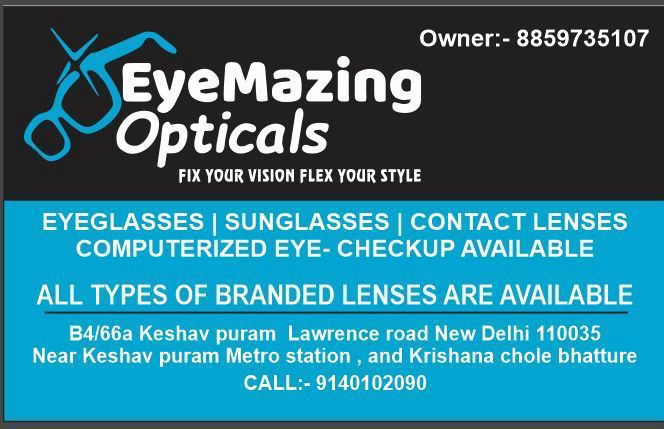 Owner:- 8859735107
EyeMazing
Opticals
FIX YOUR VISION FLEX YOUR STYLE
EYEGLASSES | SUNGLASSES | CONTACT LENSES
COMPUTERIZED EYE- CHECKUP AVAILABLE
ALL TYPES OF BRANDED LENSES ARE AVAILABLE
B4/66a Keshav puram Lawrence road New Delhi 110035
Near Keshav puram Metro station , and Krishana chole bhatture
CALL:- 9140102090